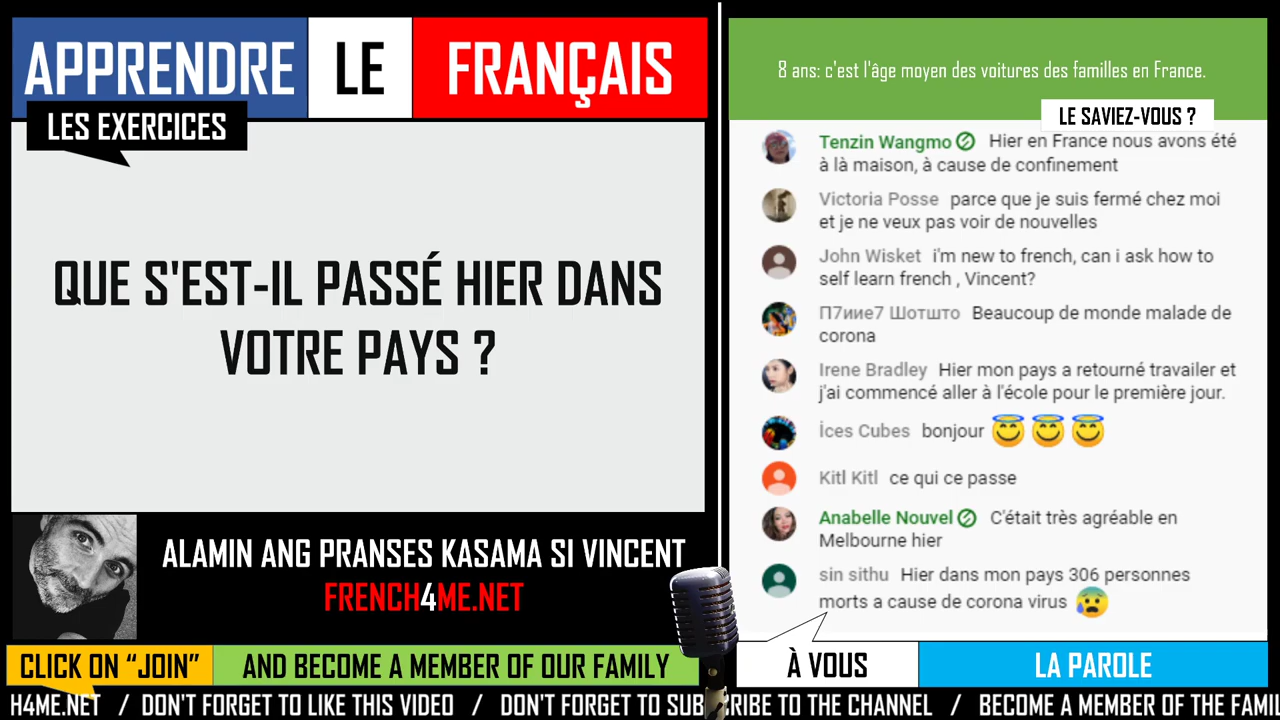 APPRENDRE LE FRANÇAIS
LES EXERCICES
QUE S'EST-IL PASSÉ HIER DANS
VOTRE PAYS ?
ALAMIN ANG PRANSES KASAMA SI VINCENT
FRENCH4ME.NET
CLICK ON “JOIN” AND BECOME A MEMBER OF OUR FAMILY
8 ans: c'est l'âge moyen des voitures des familles en France.
LE SAVIEZ-VOUS ?
Tenzin Wangmo Hier en France nous avons été
à là maison, à cause de confinement
Victoria Posse parce que je suis fermé chez moi
et je ne veux pas voir de nouvelles
John Wisket i'm new to french, can i ask how to
self learn french , Vincent?
П7иие7 Шотшто Beaucoup de monde malade de
corona
Irene Bradley Hier mon pays a retourné travailer et
j'ai commencé aller à l'école pour le première jour.
İces Cubes bonjour
Kitl Kitl ce qui ce passe
Anabelle Nouvel C'était très agréable en
Melbourne hier
sin sithu Hier dans mon pays 306 personnes
morts a cause de corona virus
À VOUS LA PAROLE
H4ME.NET / DON'T FORGET TO LIKE THIS VIDEO / DON'T FORGET TO SUBCRIBE TO THE CHANNEL / BECOME A MEMBER OF THE FAMIL